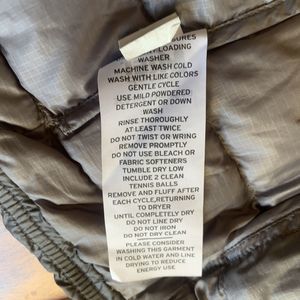 WASHER
MACHINE WASH COLD
WASH WITH LIKE COLORS
GENTLE CYCLE
USE MILD POWDERED
DETERGENT OR DOWN
WASH
RINSE THOROUGHLY
AT LEAST TWICE
DO NOT TWIST OR WRING
REMOVE PROMPTLY
DO NOT USE BLEACH OR
FABRIC SOFTENERS
TUMBLE DRY LOW
INCLUDE 2 CLEAN
TENNIS BALLS
REMOVE AND FLUFF AFTER
EACH CYCLE,RETURNING
TO DRYER
UNTIL COMPLETELY DRY
DO NOT LINE DRY
DO NOT IRON
DO NOT DRY CLEAN
PLEASE CONSIDER
WASHING THIS GARMENT
IN COLD WATER AND LINE
DRYING TO REDUCE
ENERGY USE